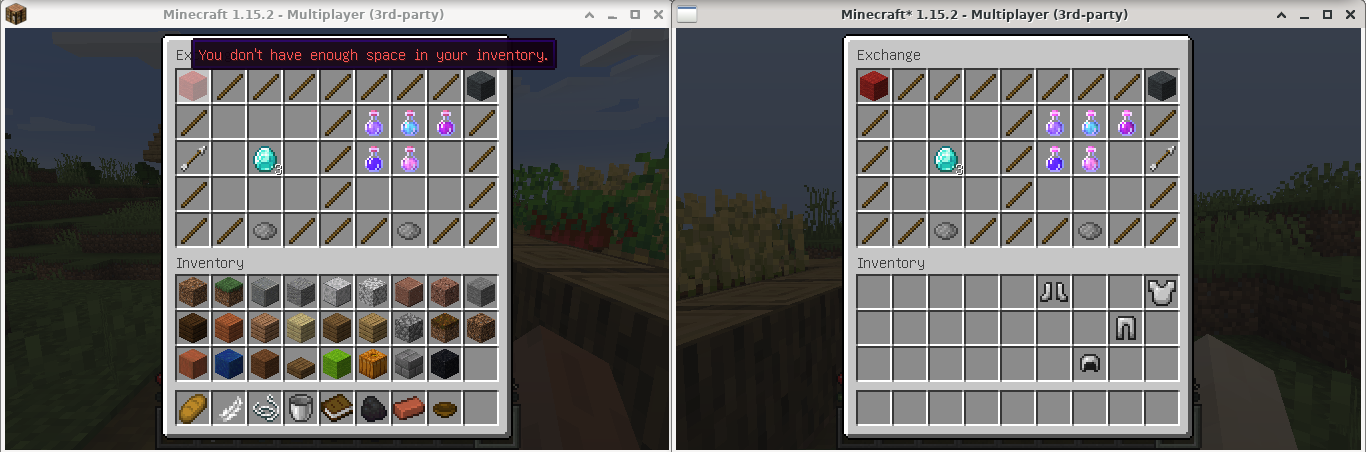 Minecraft 1.15.2 - Multiplayer (3rd-party)
Ex
You don't have enough space in your inventory.
Inventory
Minecraft* 1.15.2 - Multiplayer (3rd-party)
Exchange
Inventory